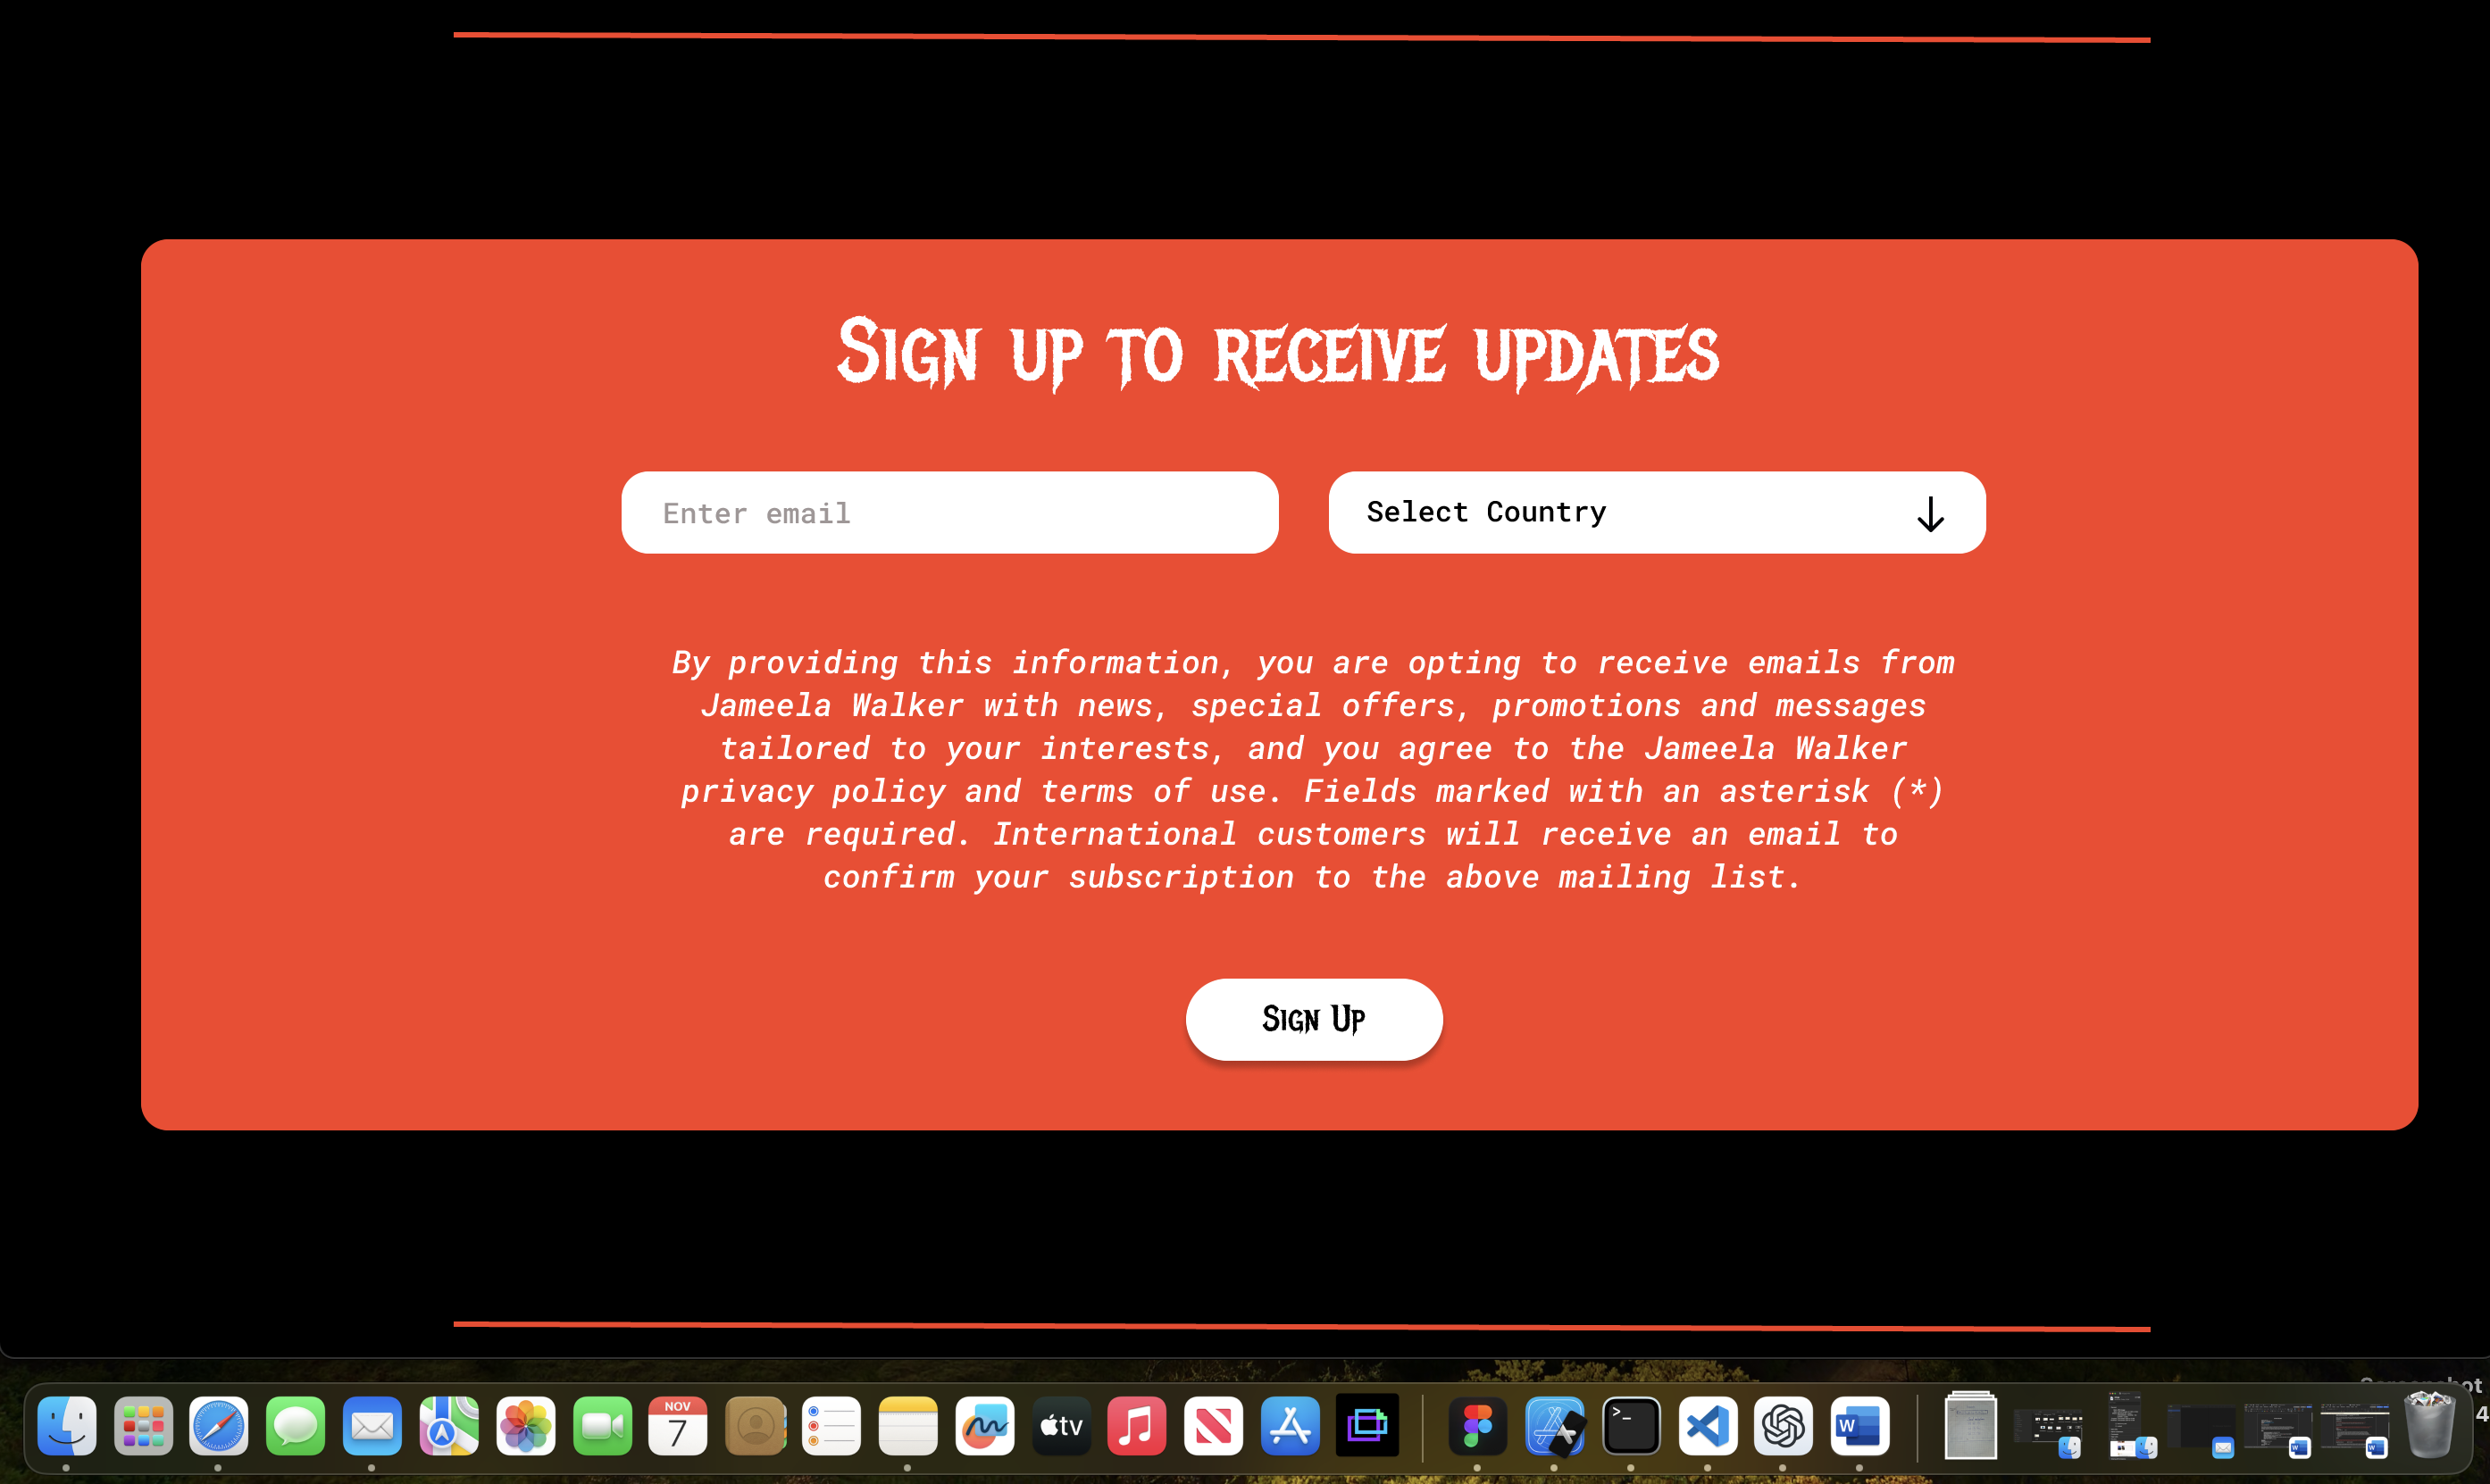 Sign up to receive updates
Enter email
Select Country
By providing this information, you are opting to receive emails from
Jameela Walker with news, special offers, promotions and messages
tailored to your interests, and you agree to the Jameela Walker
privacy policy and terms of use. Fields marked with an asterisk (*)
are required. International customers will receive an email to
confirm your subscription to the above mailing list.
Sign Up
NOV
7
tv
>_
W
4